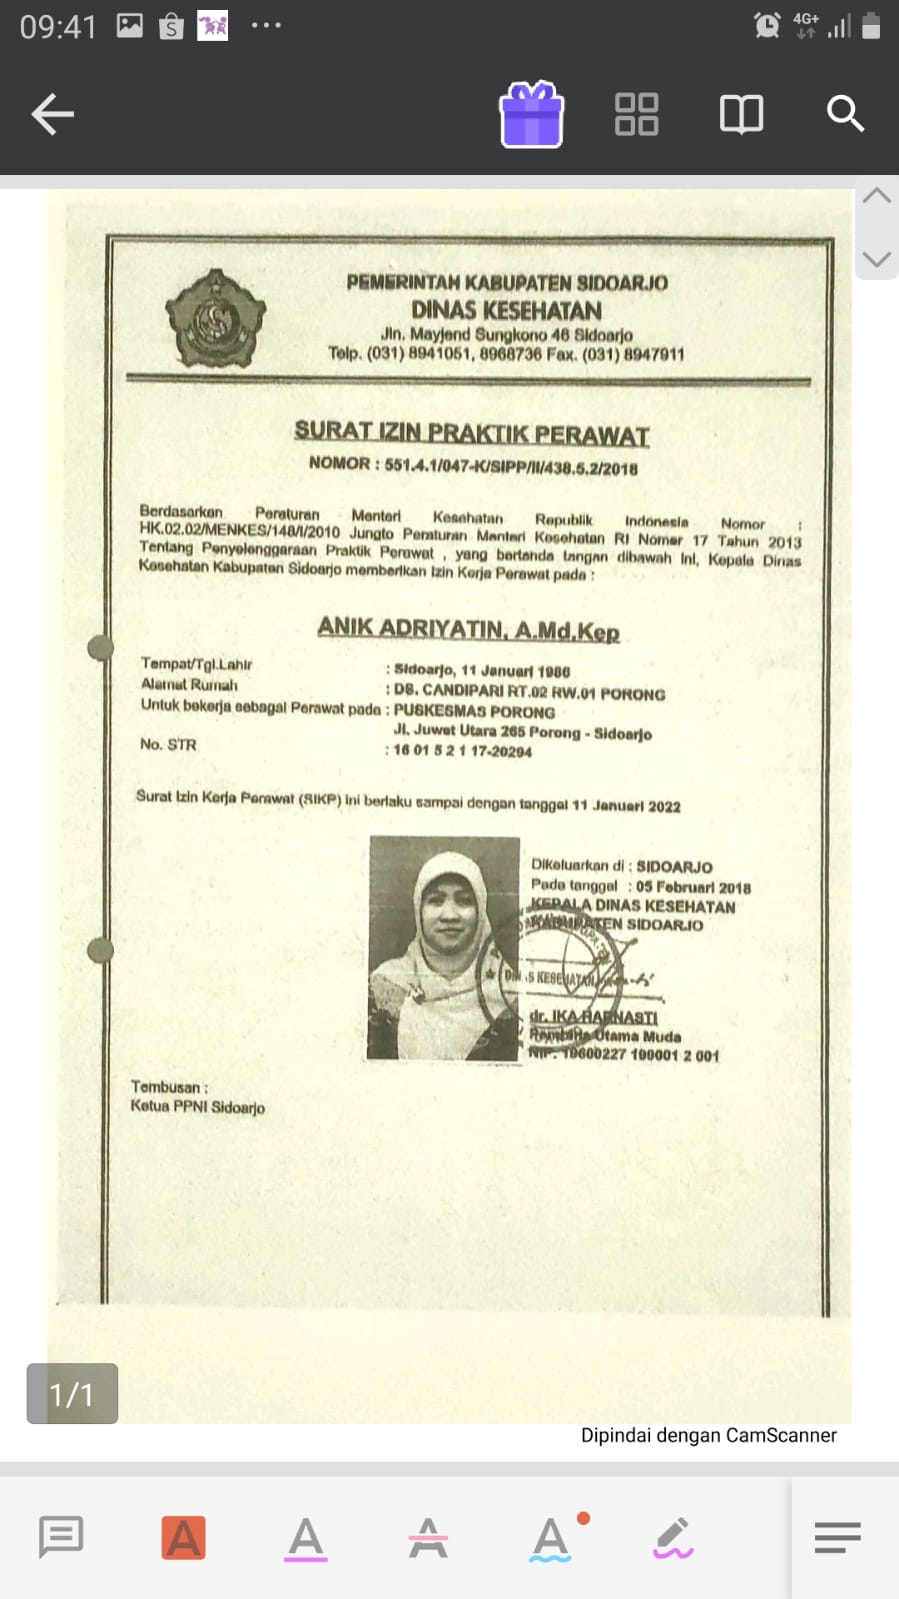 09:41
4G+
PEMERINTAH KABUPATEN SIDOARJO
DINAS KESEHATAN
Jln. Mayjend Sungkono 46 Sidoarjo
Telp. (031) 8941051, 8968736 Fax. (031) 8947911
SURAT IZIN PRAKTIK PERAWAT
NOMOR : 551.4.1/047-K/SIPP/II/438.5.2/2018
Berdasarkan Peraturan Menteri Kesehatan Republik Indonesia Nomor :
HK.02.02/MENKES/148/I/2010 Jungto Peraturan Menteri Kesehatan RI Nomer 17 Tahun 2013
Tentang Penyelenggaraan Praktik Perawat , yang bertanda tangan dibawah Ini, Kepala Dinas
Kesehatan Kabupaten Sidoarjo memberikan Izin Kerja Perawat pada :
ANIK ADRIYATIN, A.Md.Kep
Tempat/Tgl.Lahir : Sidoarjo, 11 Januari 1986
Alamat Rumah : DS. CANDIPARI RT.02 RW.01 PORONG
Untuk bekerja sebagai Perawat pada : PUSKESMAS PORONG
Jl. Juwet Utara 265 Porong - Sidoarjo
No. STR : 16 01 5 2 1 17-20294
Surat Izin Kerja Perawat (SIKP) Ini berlaku sampai dengan tanggal 11 Januari 2022
Dikeluarkan di : SIDOARJO
Pada tanggal : 05 Februari 2018
KEPALA DINAS KESEHATAN
KABUPATEN SIDOARJO
dr. IKA HARNASTI
Pembina Utama Muda
NIP. 19600227 198901 2 001
Tembusan :
Ketua PPNI Sidoarjo
1/1
Dipindai dengan CamScanner